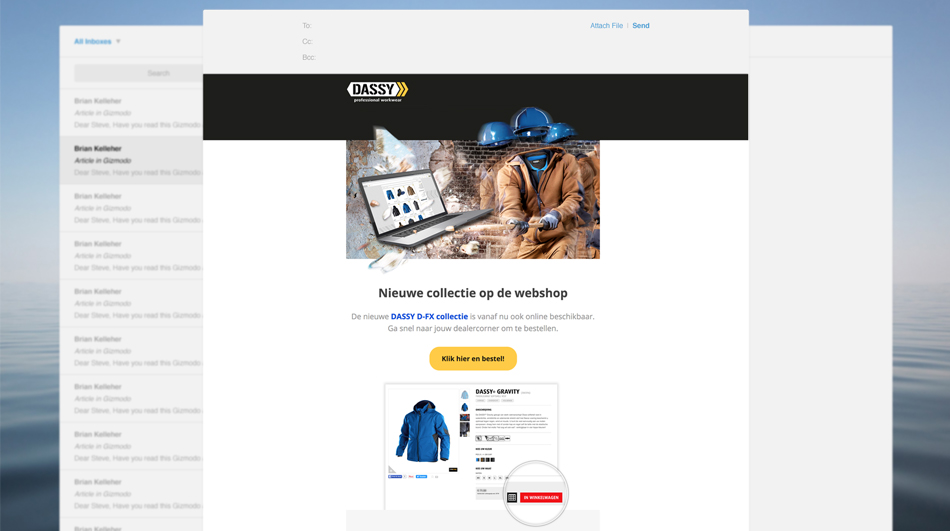 All Inboxes
Search
Brian Kelleher
Article in Gizmodo
Dear Steve, Have you read this Gizmodo
Brian Kelleher
Article in Gizmodo
Dear Steve, Have you read this Gizmodo
Brian Kelleher
Article in Gizmodo
Dear Steve, Have you read this Gizmodo
Brian Kelleher
Article in Gizmodo
Dear Steve, Have you read this Gizmodo
Brian Kelleher
Article in Gizmodo
Dear Steve, Have you read this Gizmodo
Brian Kelleher
Article in Gizmodo
Dear Steve, Have you read this Gizmodo
Brian Kelleher
Article in Gizmodo
Dear Steve, Have you read this Gizmodo
Brian Kelleher
Article in Gizmodo
Dear Steve, Have you read this Gizmodo
Brian Kelleher
Article in Gizmodo
Dear Steve, Have you read this Gizmodo
Brian Kelleher
To:
Attach File | Send
Cc:
Bcc:
DASSY
professional workwear
Nieuwe collectie op de webshop
De nieuwe DASSY D-FX collectie is vanaf nu ook online beschikbaar.
Ga snel naar jouw dealercorner om te bestellen.
Klik hier en bestel!
DASSY® GRAVITY
IN WINKELWAGEN